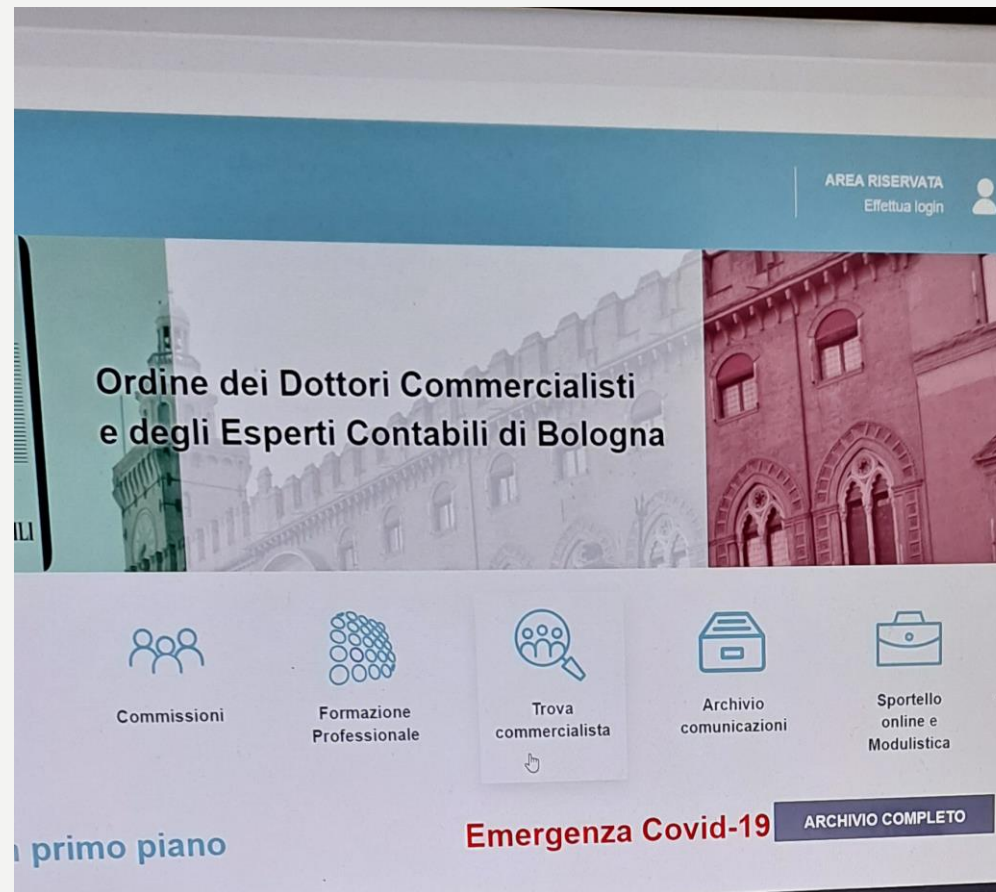 AREA RISERVATA
Effettua login
Ordine dei Dottori Commercialisti
e degli Esperti Contabili di Bologna
ILI
Commissioni
Formazione
Professionale
Trova
commercialista
Archivio
comunicazioni
Sportello
online e
Modulistica
primo piano
Emergenza Covid-19
ARCHIVIO COMPLETO